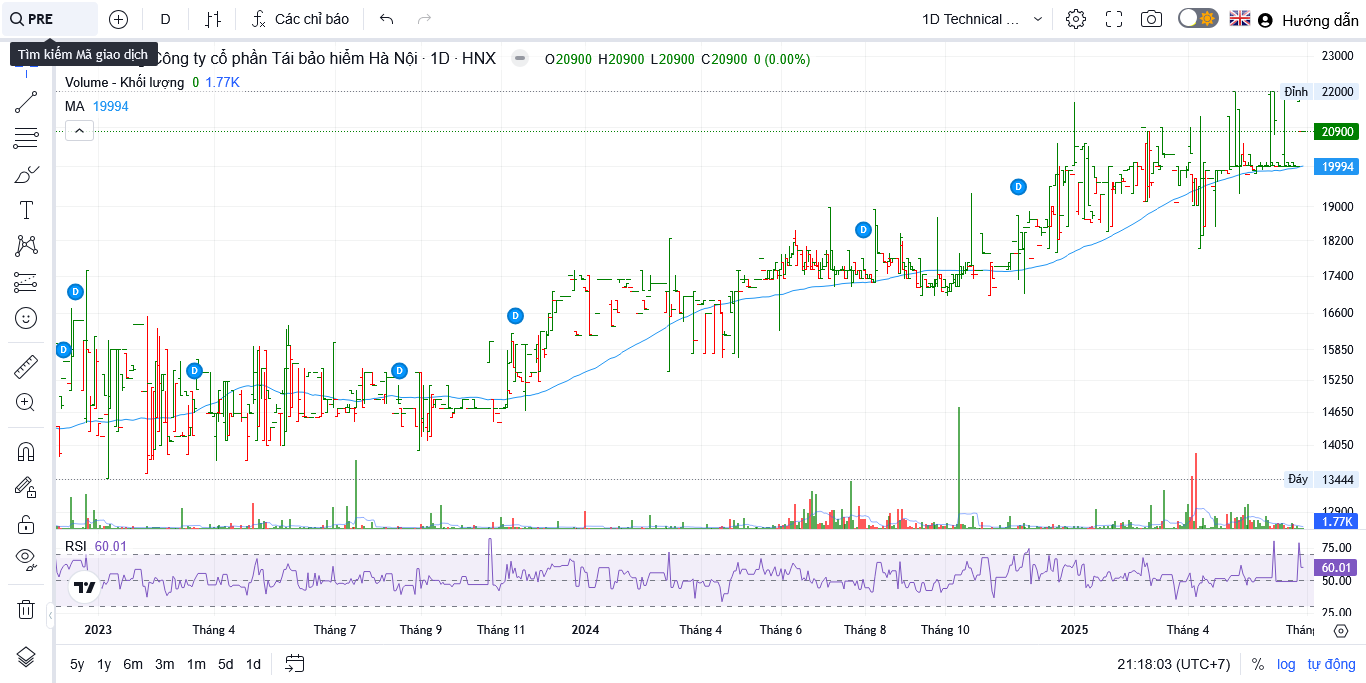 PRE
D
Các chỉ báo
1D Technical ...
Hướng dẫn
Tìm kiếm Mã giao dịch
Công ty cổ phần Tái bảo hiểm Hà Nội · 1D · HNX
O20900 H20900 L20900 C20900 0 (0.00%)
Volume - Khối lượng 0 1.77K
MA 19994
23000
Đỉnh 22000
20900
19994
19000
18200
17400
16600
15850
15250
14650
14050
Đáy 13444
12900
1.77K
D
D
D
D
D
D
D
RSI 60.01
75.00
60.01
50.00
25.00
2023
Tháng 4
Tháng 7
Tháng 9
Tháng 11
2024
Tháng 4
Tháng 6
Tháng 8
Tháng 10
2025
Tháng 4
Tháng
5y 1y 6m 3m 1m 5d 1d
21:18:03 (UTC+7)
% log tự động